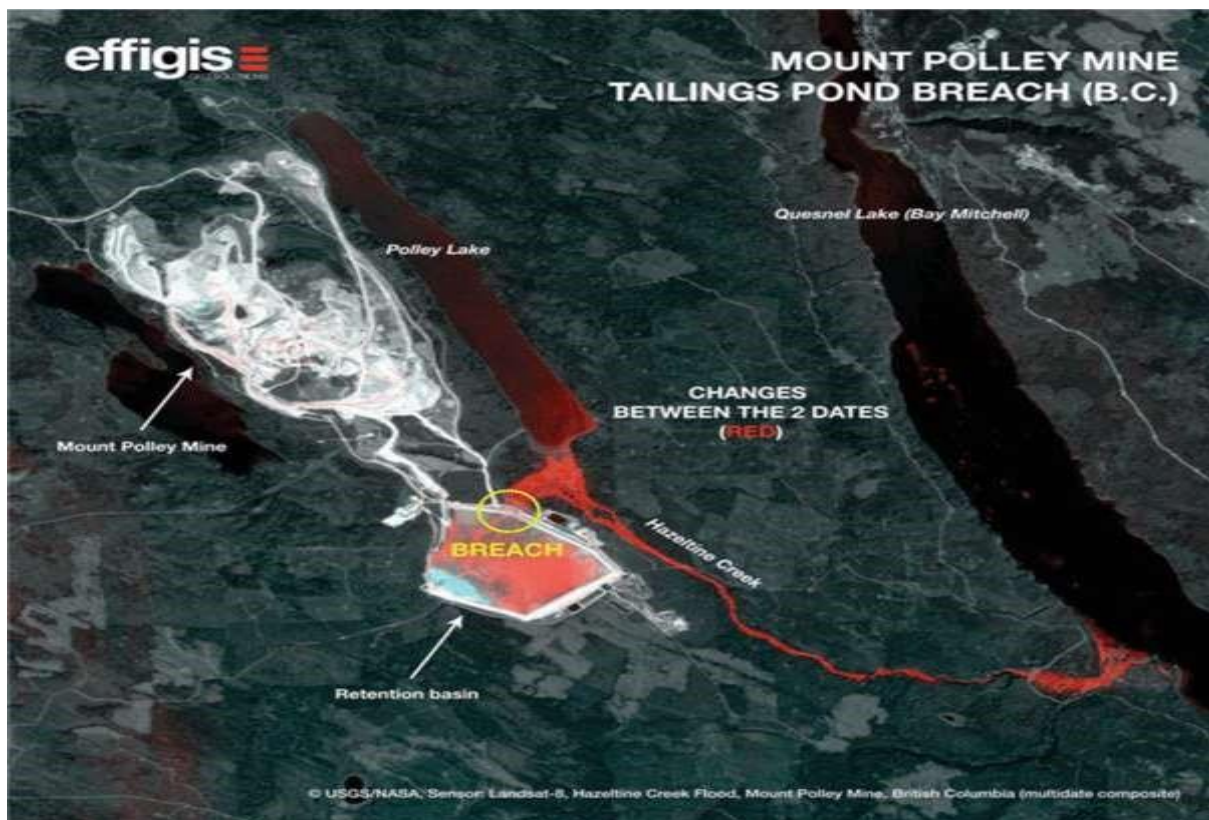 effigis
MOUNT POLLEY MINE
TAILINGS POND BREACH (B.C.)
Quesnel Lake (Bay Mitchell)
Polley Lake
CHANGES
BETWEEN THE 2 DATES
(RED)
Mount Polley Mine
Hazeltine Creek
BREACH
Retention basin
© USGS/NASA, Sensor: Landsat-8, Hazeltine Creek Flood, Mount Polley Mine, British Columbia (multidate composite)